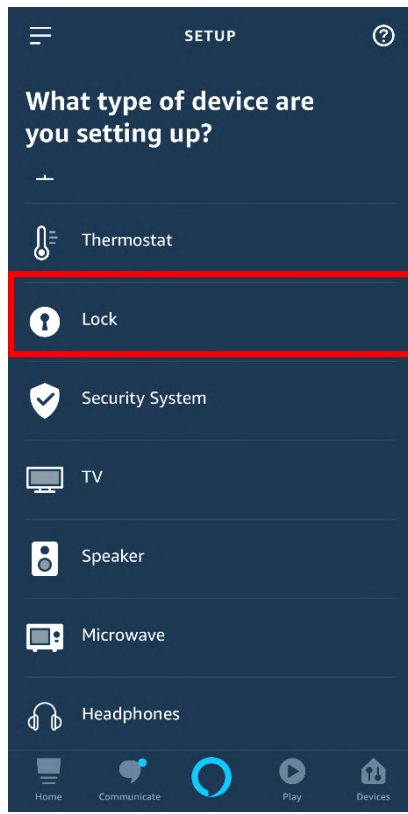 SETUP
What type of device are
you setting up?
Thermostat
Lock
Security System
TV
Speaker
Microwave
Headphones
Home Communicate Play Devices